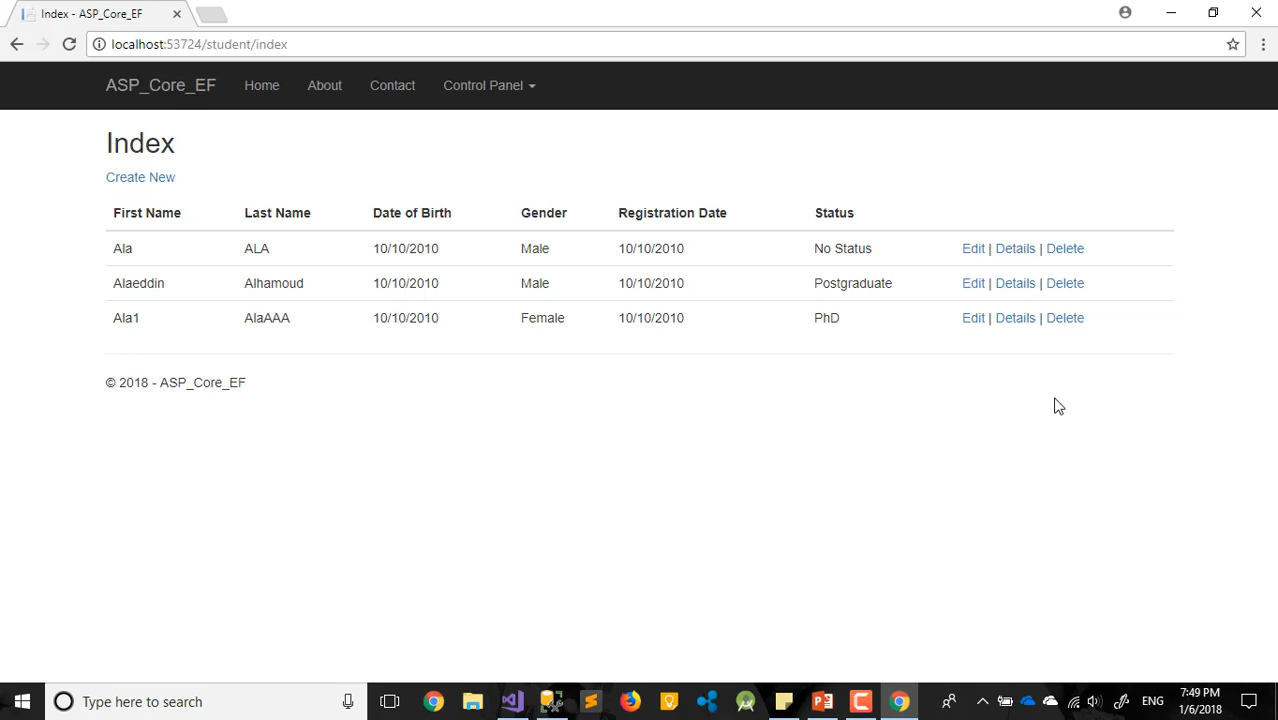 Index - ASP_Core_EF
localhost:53724/student/index
ASP_Core_EF Home About Contact Control Panel
Index
Create New
First Name Last Name Date of Birth Gender Registration Date Status
Ala ALA 10/10/2010 Male 10/10/2010 No Status Edit | Details | Delete
Alaeddin Alhamoud 10/10/2010 Male 10/10/2010 Postgraduate Edit | Details | Delete
Ala1 AlaAAA 10/10/2010 Female 10/10/2010 PhD Edit | Details | Delete
© 2018 - ASP_Core_EF
Type here to search ENG 7:49 PM
1/6/2018